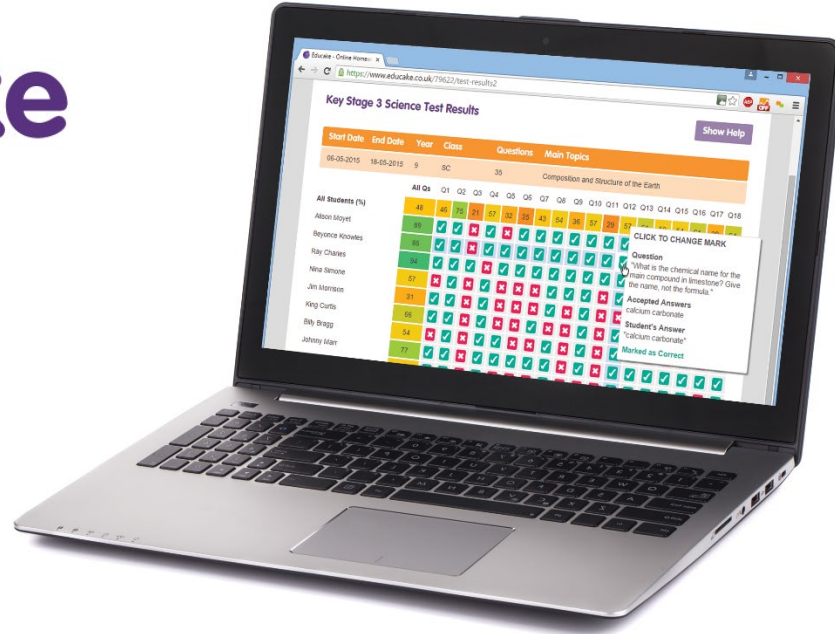 Educake - Online Homew
https://www.educake.co.uk/79622/test-results2
Key Stage 3 Science Test Results
Show Help
Start Date End Date Year Class Questions Main Topics
06-05-2015 18-05-2015 9 SC 35 Composition and Structure of the Earth
All Qs Q1 Q2 Q3 Q4 Q5 Q6 Q7 Q8 Q9 Q10 Q11 Q12 Q13 Q14 Q15 Q16 Q17 Q18
All Students (%) 48 46 75 21 57 32 35 43 54 36 57 29 57
Alison Moyet 89
Beyonce Knowles 86
Ray Charles 94
Nina Simone 57
Jim Morrison 31
King Curtis 66
Billy Bragg 54
Johnny Marr 77
CLICK TO CHANGE MARK
Question
"What is the chemical name for the
main compound in limestone? Give
the name, not the formula."
Accepted Answers
calcium carbonate
Student's Answer
"calcium carbonate"
Marked as Correct